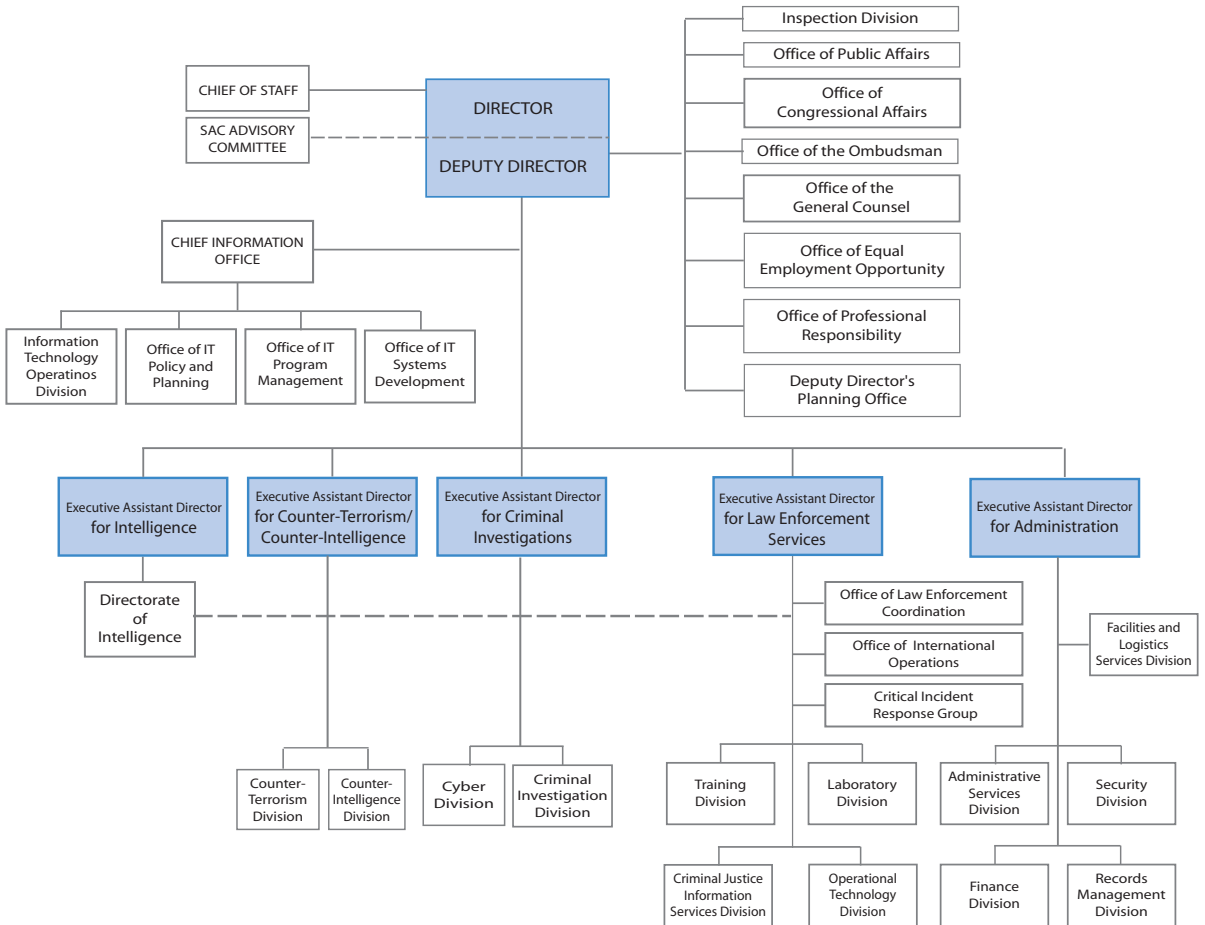 Inspection Division
Office of Public Affairs
Office of
Congressional Affairs
Office of the Ombudsman
Office of the
General Counsel
Office of Equal
Employment Opportunity
Office of Professional
Responsibility
Deputy Director's
Planning Office
CHIEF OF STAFF
SAC ADVISORY
COMMITTEE
DIRECTOR
DEPUTY DIRECTOR
CHIEF INFORMATION
OFFICE
Information
Technology
Operatinos
Division
Office of IT
Policy and
Planning
Office of IT
Program
Management
Office of IT
Systems
Development
Executive Assistant Director
for Intelligence
Executive Assistant Director
for Counter-Terrorism/
Counter-Intelligence
Executive Assistant Director
for Criminal
Investigations
Executive Assistant Director
for Law Enforcement
Services
Executive Assistant Director
for Administration
Directorate
of
Intelligence
Office of Law Enforcement
Coordination
Office of International
Operations
Critical Incident
Response Group
Facilities and
Logistics
Services Division
Counter-
Terrorism
Division
Counter-
Intelligence
Division
Cyber
Division
Criminal
Investigation
Division
Training
Division
Laboratory
Division
Administrative
Services
Division
Security
Division
Criminal Justice
Information
Services Division
Operational
Technology
Division
Finance
Division
Records
Management
Division